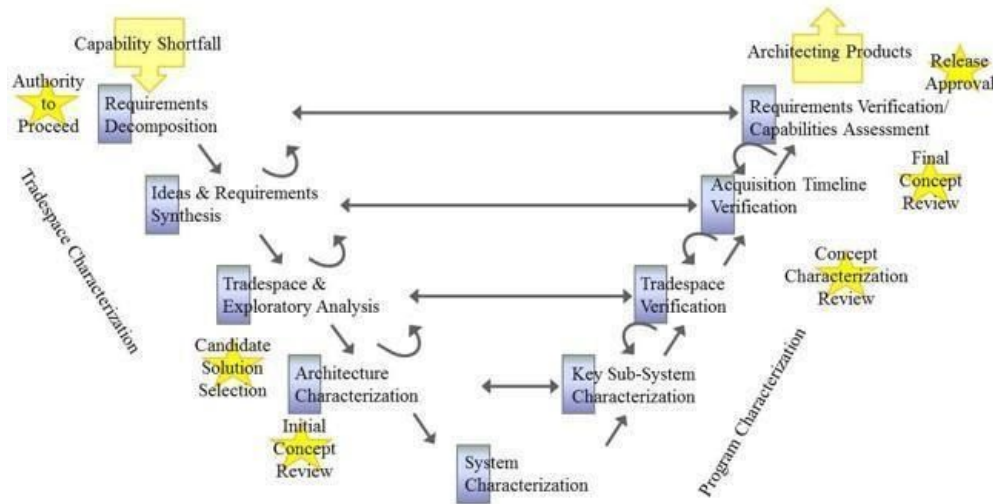 Capability Shortfall
Authority
to
Proceed
Requirements
Decomposition
Ideas & Requirements
Synthesis
Tradespace &
Exploratory Analysis
Candidate
Solution
Selection
Architecture
Characterization
Initial
Concept
Review
System
Characterization
Tradespace Characterization
Architecting Products
Release
Approval
Requirements Verification/
Capabilities Assessment
Final
Concept
Review
Acquisition Timeline
Verification
Concept
Characterization
Review
Tradespace
Verification
Key Sub-System
Characterization
Program Characterization